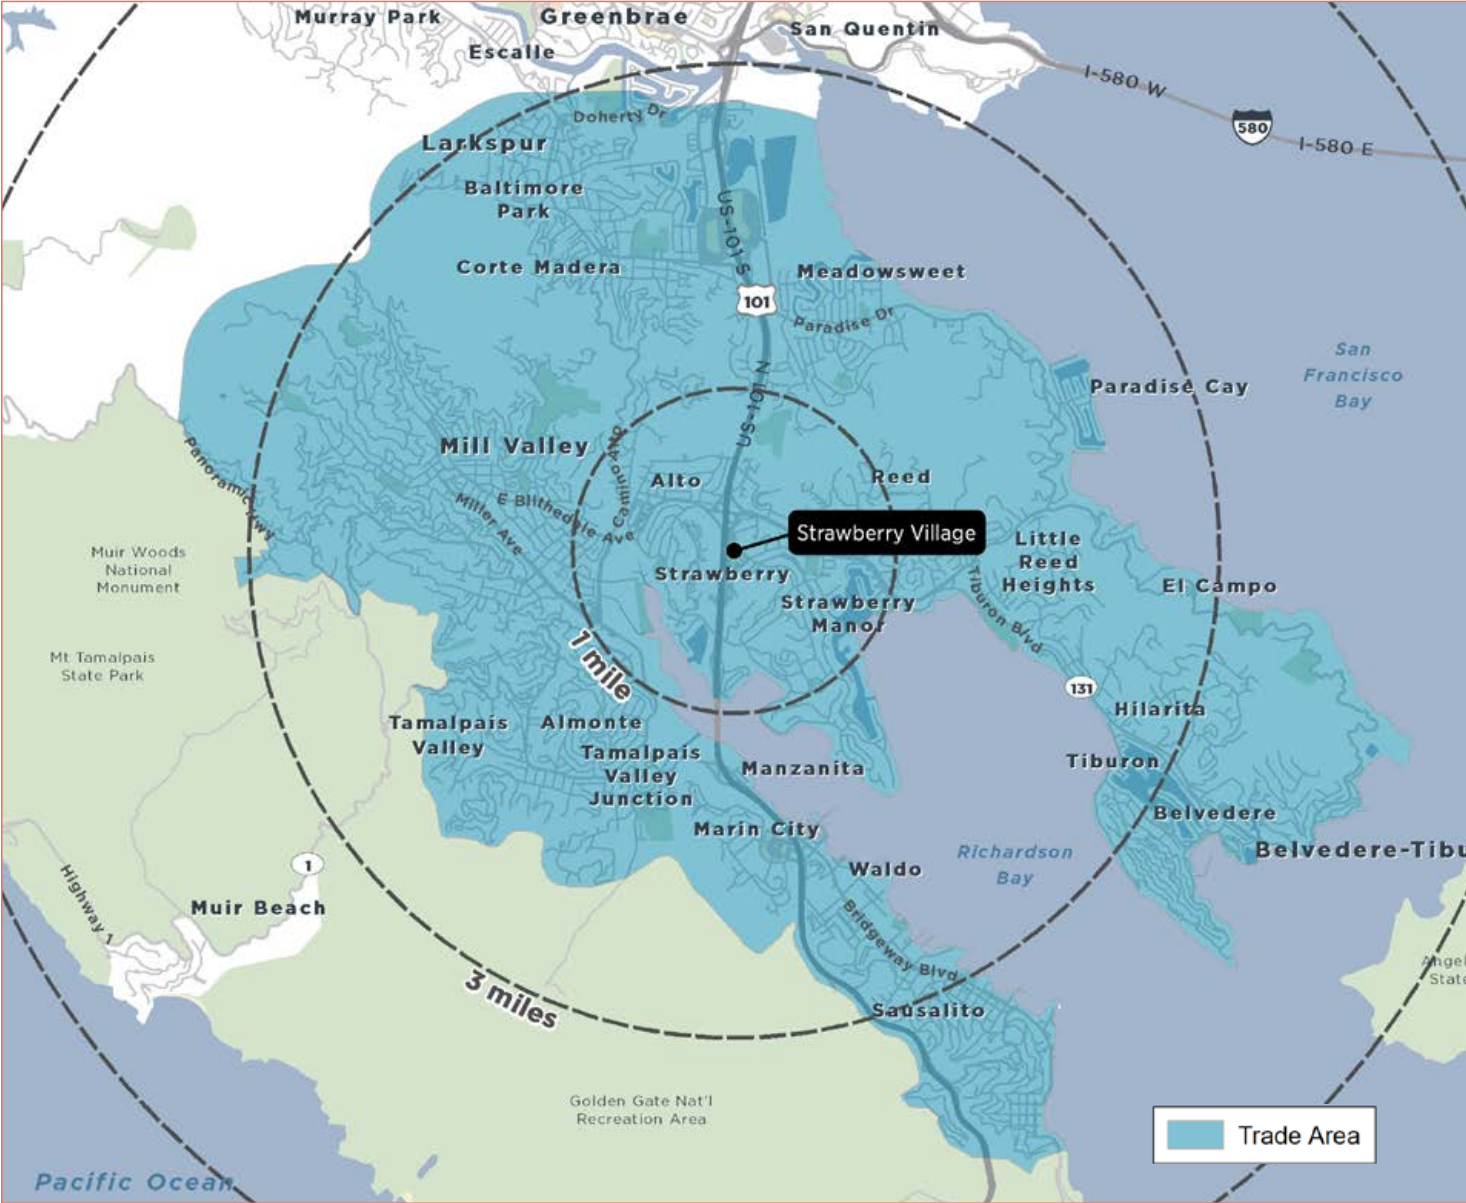 Murray Park
Greenbrae
San Quentin
Escalle
I-580 W
580
I-580 E
Doherty Dr
Larkspur
Baltimore
Park
US-101 S
Corte Madera
Meadowsweet
101
Paradise Dr
San
Francisco
Bay
US-101 N
Paradise Cay
Mill Valley
Camino Alto
Alto
Reed
Panoramic Hwy
Miller Ave
E Blithedale Ave
Strawberry Village
Little
Reed
Heights
Muir Woods
National
Monument
Strawberry
El Campo
Strawberry
Manor
Tiburon Blvd
Mt Tamalpais
State Park
1 mile
131
Hilarita
Tamalpais
Valley
Almonte
Tamalpais
Valley
Junction
Manzanita
Tiburon
Marin City
Belvedere
Belvedere-Tibu
Richardson
Bay
Waldo
1
Highway 1
Muir Beach
Bridgeway Blvd
Angel
State
3 miles
Sausalito
Golden Gate Nat'l
Recreation Area
Trade Area
Pacific Ocean